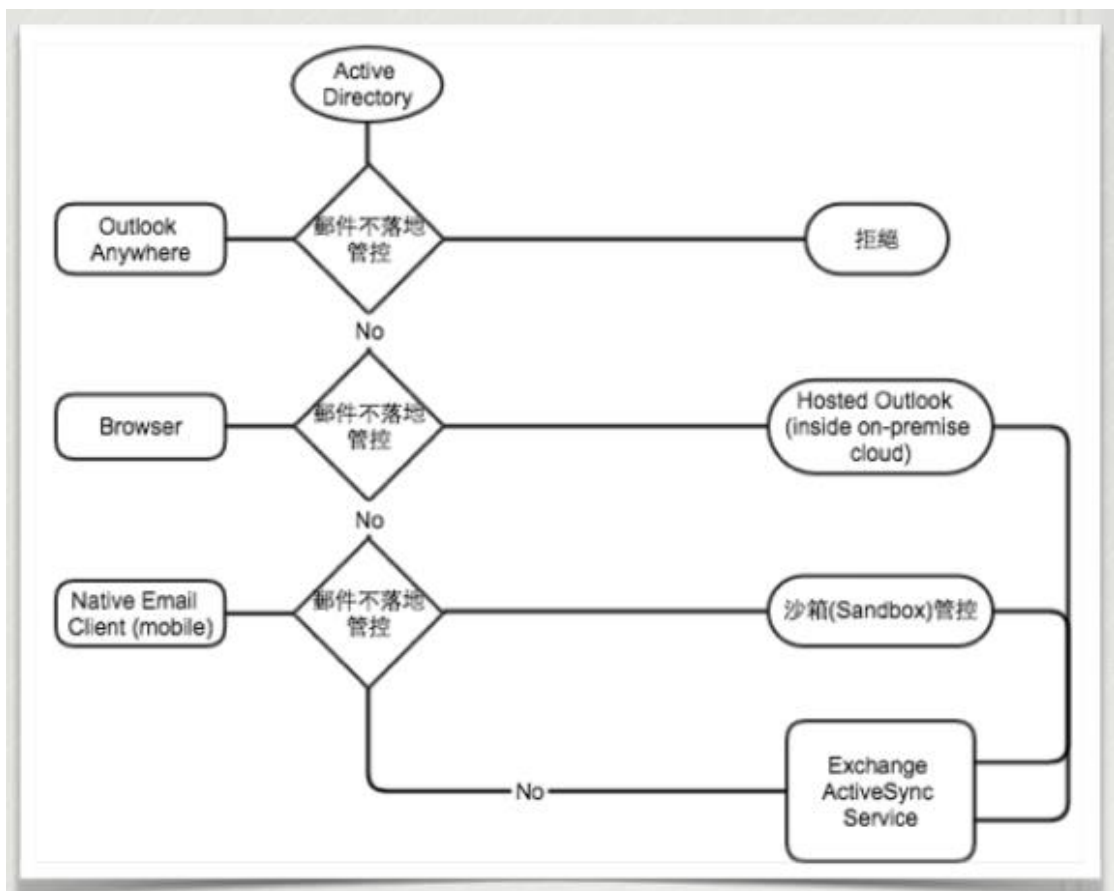 Active
Directory
Outlook
Anywhere
郵件不落地
管控
拒絕
No
Browser
郵件不落地
管控
Hosted Outlook
(inside on-premise
cloud)
No
Native Email
Client (mobile)
郵件不落地
管控
沙箱(Sandbox)管控
No
Exchange
ActiveSync
Service